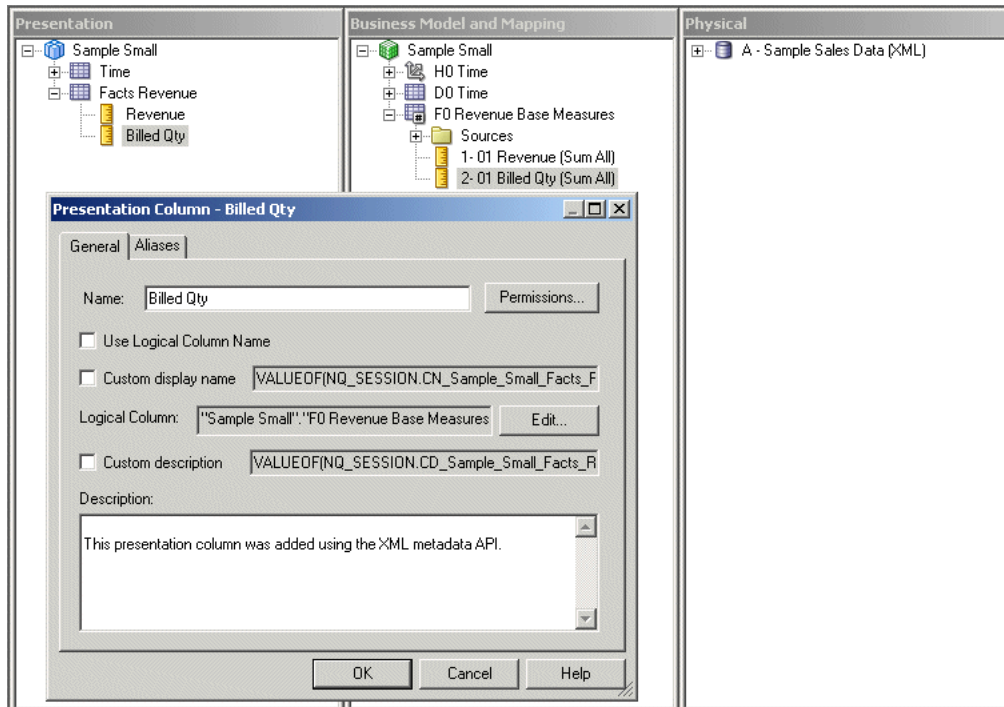 Presentation
Sample Small
Time
Facts Revenue
Revenue
Billed Qty
Business Model and Mapping
Sample Small
H0 Time
D0 Time
F0 Revenue Base Measures
Sources
1- 01 Revenue (Sum All)
2- 01 Billed Qty (Sum All)
Physical
A - Sample Sales Data (XML)
Presentation Column - Billed Qty
General
Aliases
Name:
Billed Qty
Permissions...
Use Logical Column Name
Custom display name
VALUEOF(NQ_SESSION.CN_Sample_Small_Facts_F
Logical Column:
"Sample Small"."F0 Revenue Base Measures
Edit...
Custom description
VALUEOF(NQ_SESSION.CD_Sample_Small_Facts_R
Description:
This presentation column was added using the XML metadata API.
OK
Cancel
Help